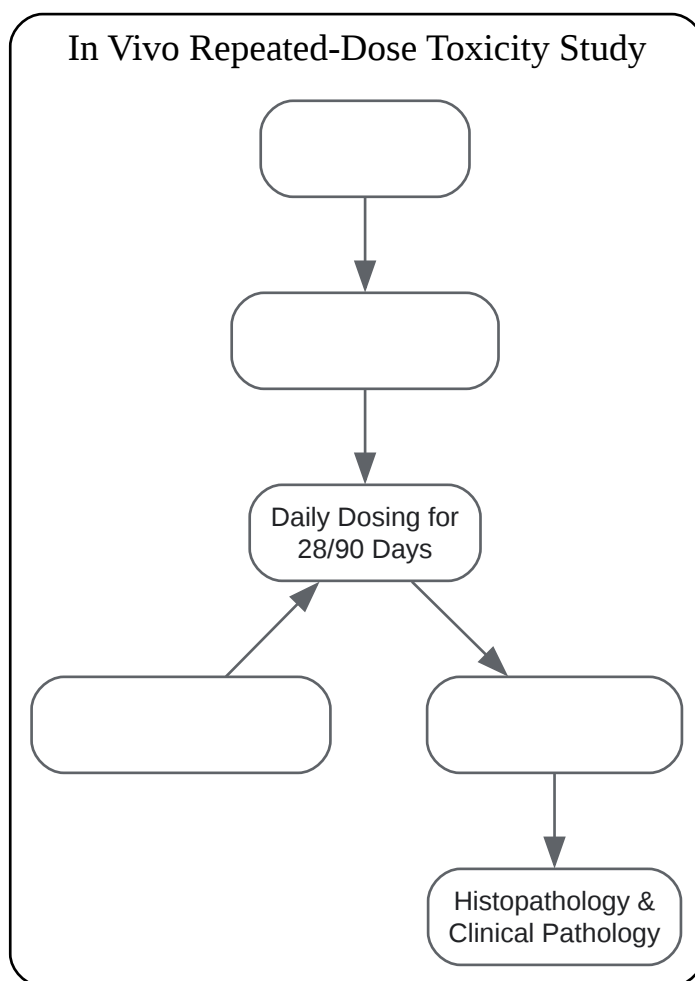 In Vivo Repeated-Dose Toxicity Study
Daily Dosing for
28/90 Days
Histopathology &
Clinical Pathology